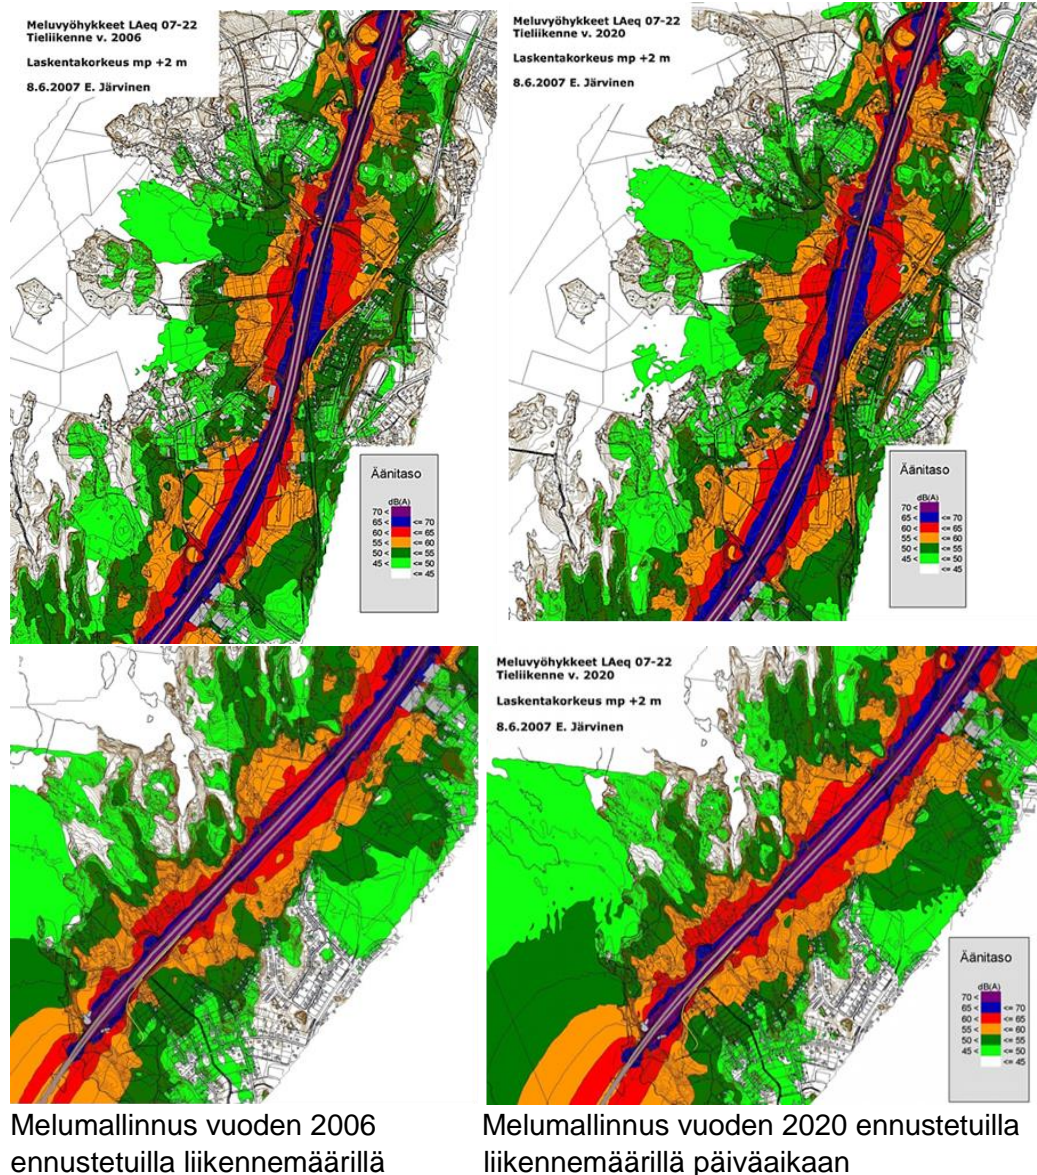 Meluvyöhykkeet LAeq 07-22
Tieliikenne v. 2006
Laskentakorkeus mp +2 m
8.6.2007 E. Järvinen
Äänitaso
dB(A)
70 <
65 < <= 70
60 < <= 65
55 < <= 60
50 < <= 55
45 < <= 50
<= 45
Meluvyöhykkeet LAeq 07-22
Tieliikenne v. 2020
Laskentakorkeus mp +2 m
8.6.2007 E. Järvinen
Äänitaso
dB(A)
70 <
65 < <= 70
60 < <= 65
55 < <= 60
50 < <= 55
45 < <= 50
<= 45
Meluvyöhykkeet LAeq 07-22
Tieliikenne v. 2020
Laskentakorkeus mp +2 m
8.6.2007 E. Järvinen
Äänitaso
dB(A)
70 <
65 < <= 70
60 < <= 65
55 < <= 60
50 < <= 55
45 < <= 50
<= 45
Melumallinnus vuoden 2006
ennustetuilla liikennemäärillä
Melumallinnus vuoden 2020 ennustetuilla
liikennemäärillä päiväaikaan